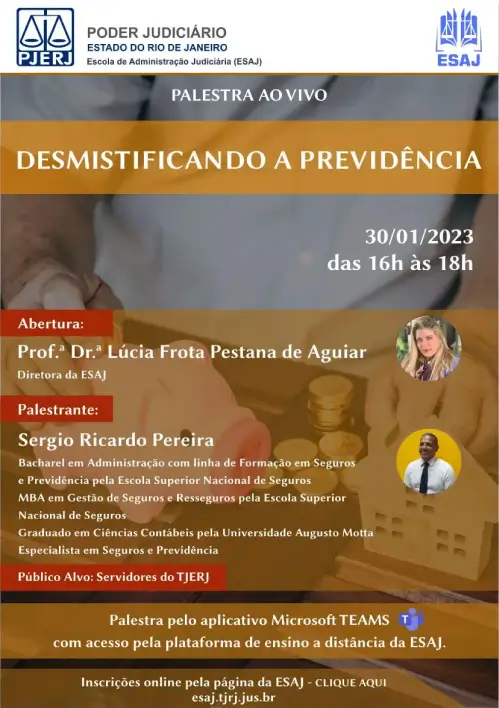 PJERJ
PODER JUDICIÁRIO
ESTADO DO RIO DE JANEIRO
Escola de Administração Judiciária (ESAJ)
ESAJ
PALESTRA AO VIVO
DESMISTIFICANDO A PREVIDÊNCIA
30/01/2023
das 16h às 18h
Abertura:
Prof.ª Dr.ª Lúcia Frota Pestana de Aguiar
Diretora da ESAJ
Palestrante:
Sergio Ricardo Pereira
Bacharel em Administração com linha de Formação em Seguros
e Previdência pela Escola Superior Nacional de Seguros
MBA em Gestão de Seguros e Resseguros pela Escola Superior
Nacional de Seguros
Graduado em Ciências Contábeis pela Universidade Augusto Motta
Especialista em Seguros e Previdência
Público Alvo: Servidores do TJERJ
Palestra pelo aplicativo Microsoft TEAMS
com acesso pela plataforma de ensino a distância da ESAJ.
Inscrições online pela página da ESAJ - CLIQUE AQUI
esaj.tjrj.jus.br